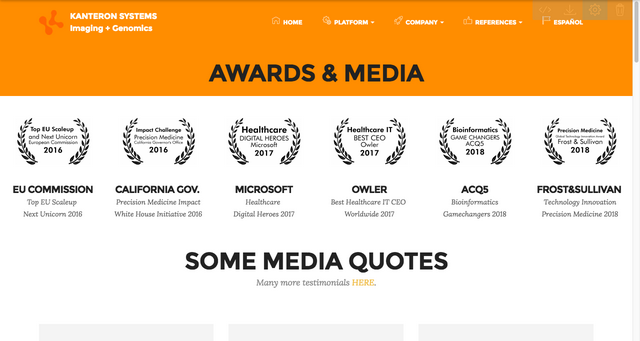 KANTERON SYSTEMS
Imaging + Genomics
HOME
PLATFORM
COMPANY
REFERENCES
ESPAÑOL
AWARDS & MEDIA
Top EU Scaleup
and Next Unicorn
European Commission
2016
Impact Challenge
Precision Medicine
California Governor's Office
2016
Healthcare
DIGITAL HEROES
Microsoft
2017
Healthcare IT
BEST CEO
Owler
2017
Bioinformatics
GAME CHANGERS
ACQ5
2018
Precision Medicine
Global Technology Innovation Award
Frost & Sullivan
2018
EU COMMISSION
Top EU Scaleup
Next Unicorn 2016
CALIFORNIA GOV.
Precision Medicine Impact
White House Initiative 2016
MICROSOFT
Healthcare
Digital Heroes 2017
OWLER
Best Healthcare IT CEO
Worldwide 2017
ACQ5
Bioinformatics
Gamechangers 2018
FROST&SULLIVAN
Technology Innovation
Precision Medicine 2018
SOME MEDIA QUOTES
Many more testimonials HERE.